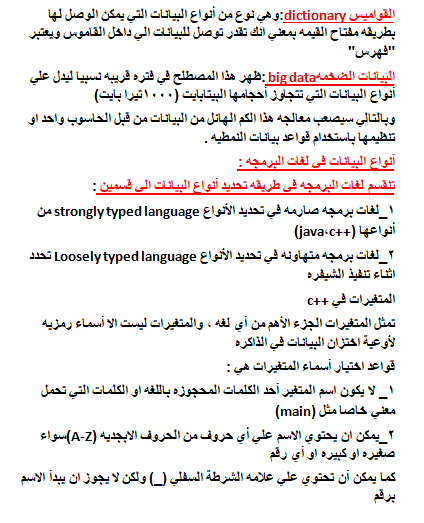 القواميس dictionary:وهي نوع من أنواع البيانات التي يمكن الوصل لها
بطريقه مفتاح القيمه بمعني انك تقدر توصل للبيانات الي داخل القاموس ويعتبر
"فهرس"
البيانات الضخمهbig data :ظهر هذا المصطلح في فتره قريبه نسبيا ليدل علي
أنواع البيانات التي تتجاوز أحجامها البيتابايت (١٠٠٠تيرا بايت)
وبالتالي سيصعب معالجه هذا الكم الهائل من البيانات من قبل الحاسوب واحد او
تنظيمها باستخدام قواعد بيانات النمطيه .
أنواع البيانات في لغات البرمجه :
تنقسم لغات البرمجه في طريقه تحديد أنواع البيانات الي قسمين :
١_لغات برمجه صارمه في تحديد الأنواع strongly typed language من
أنواعها (java،c++)
٢_لغات برمجه متهاونه في تحديد الأنواع Loosely typed language تحدد
اثناء تنفيذ الشيفره
المتغيرات في c++
تمثل المتغيرات الجزء الأهم من أي لغه ، والمتغيرات ليست الا أسماء رمزيه
لأوعية اختزان البيانات في الذاكره
قواعد اختيار أسماء المتغيرات هي :
١_ لا يكون اسم المتغير أحد الكلمات المحجوزه باللغه او الكلمات التي تحمل
معني خاصا مثل (main)
٢_يمكن ان يحتوي الاسم علي أي حروف من الحروف الابجديه (A-Z)سواء
صغيره او كبيره او أي رقم
كما يمكن أن تحتوي علي علامه الشرطة السفلي (_) ولكن لا يجوز ان يبدأ الاسم
برقم